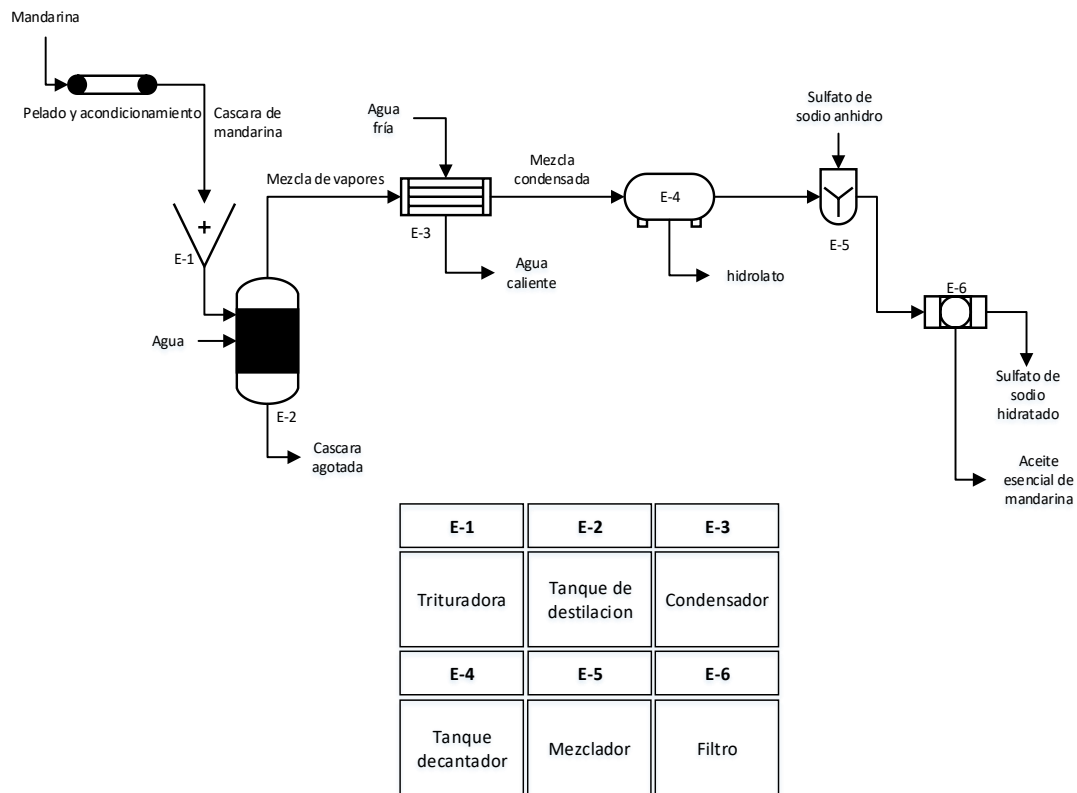 Mandarina
Pelado y acondicionamiento
Cascara de
mandarina
E-1
Agua
Mezcla de vapores
E-2
Cascara
agotada
Agua
fría
E-3
Agua
caliente
Mezcla
condensada
E-4
hidrolato
Sulfato de
sodio anhidro
E-5
E-6
Sulfato de
sodio
hidratado
Aceite
esencial de
mandarina
E-1 E-2 E-3
Trituradora
Tanque de
destilacion
Condensador
E-4 E-5 E-6
Tanque
decantador
Mezclador
Filtro